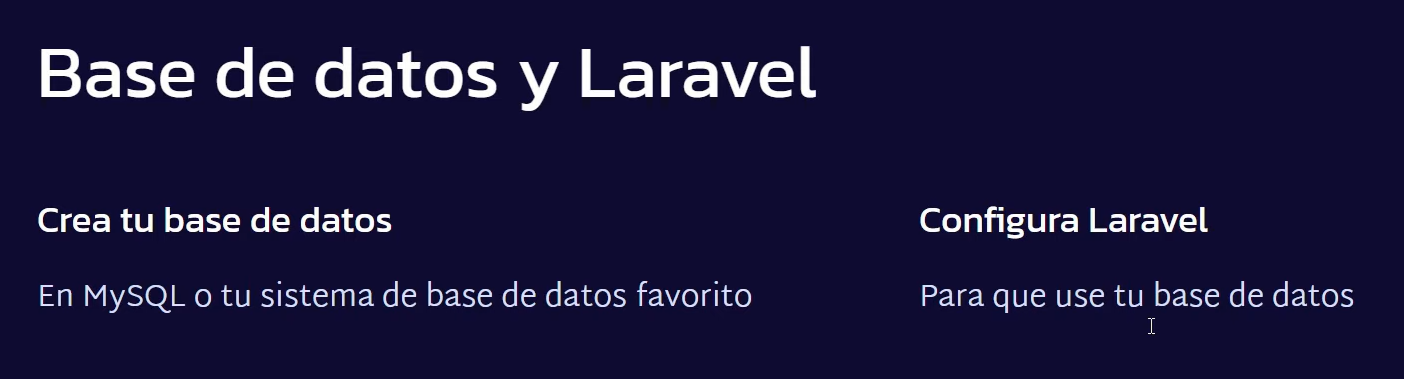 Base de datos y Laravel
Crea tu base de datos
En MySQL o tu sistema de base de datos favorito
Configura Laravel
Para que use tu base de datos